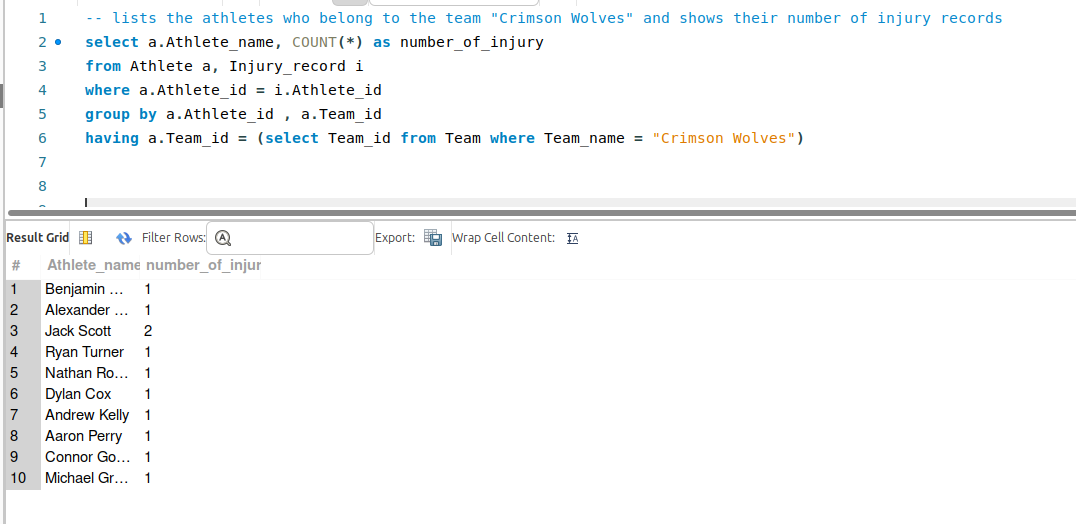 1 -- lists the athletes who belong to the team "Crimson Wolves" and shows their number of injury records
2 select a.Athlete_name, COUNT(*) as number_of_injury
3 from Athlete a, Injury_record i
4 where a.Athlete_id = i.Athlete_id
5 group by a.Athlete_id , a.Team_id
6 having a.Team_id = (select Team_id from Team where Team_name = "Crimson Wolves")
7
8
Result Grid Filter Rows: Export: Wrap Cell Content:
# Athlete_name number_of_injur
1 Benjamin ... 1
2 Alexander ... 1
3 Jack Scott 2
4 Ryan Turner 1
5 Nathan Ro... 1
6 Dylan Cox 1
7 Andrew Kelly 1
8 Aaron Perry 1
9 Connor Go... 1
10 Michael Gr... 1